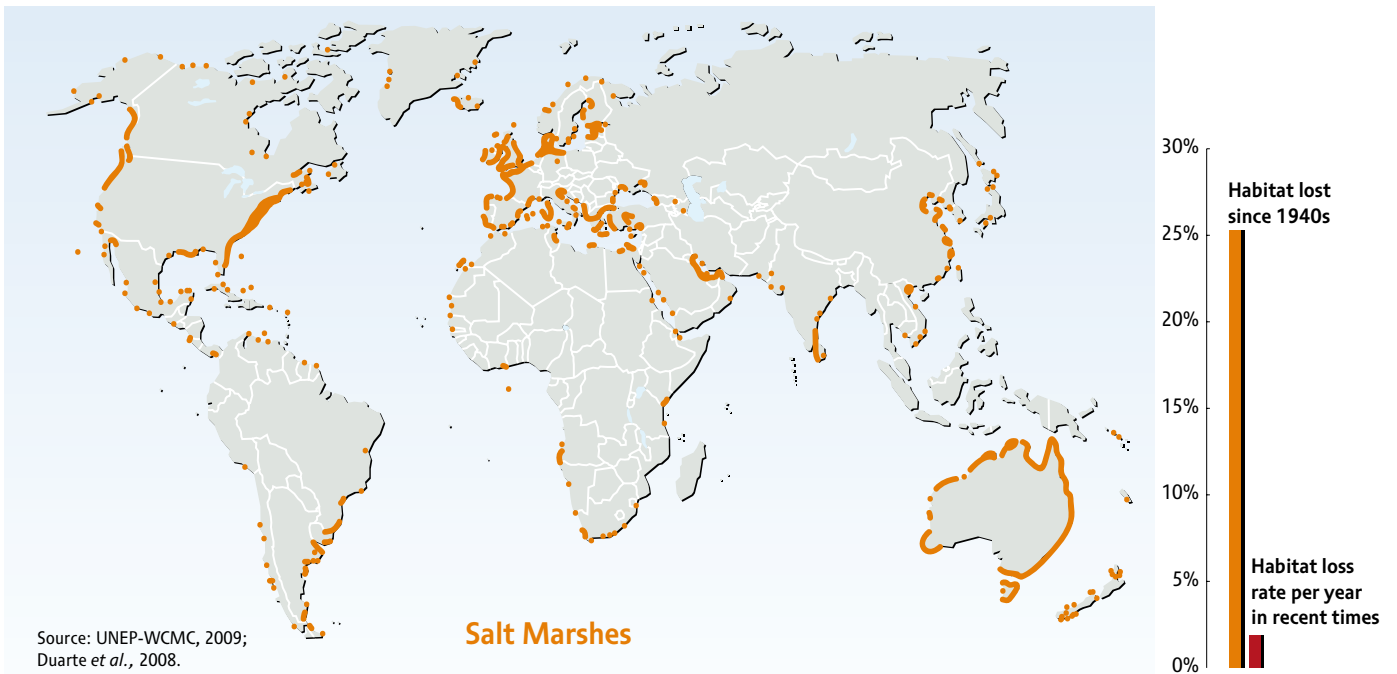 Salt Marshes
Source: UNEP-WCMC, 2009;
Duarte et al., 2008.
30%
25%
20%
15%
10%
5%
0%
Habitat lost
since 1940s
Habitat loss
rate per year
in recent times